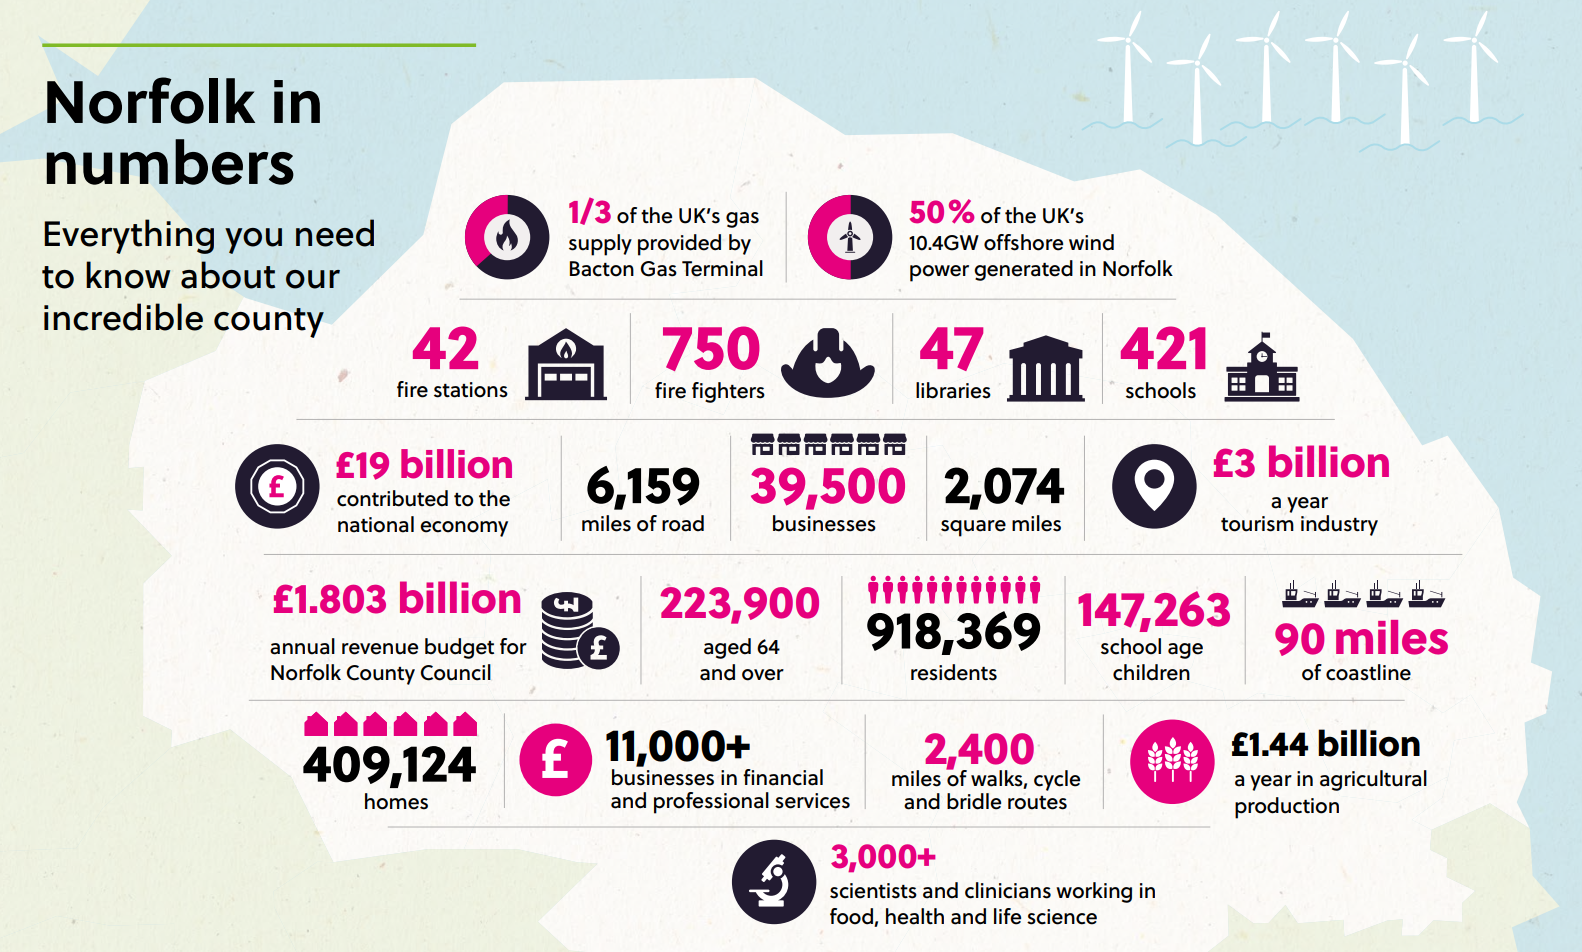 Norfolk in
numbers
Everything you need
to know about our
incredible county
1/3 of the UK's gas
supply provided by
Bacton Gas Terminal
50% of the UK's
10.4GW offshore wind
power generated in Norfolk
42
fire stations
750
fire fighters
47
libraries
421
schools
£
£19 billion
contributed to the
national economy
6,159
miles of road
39,500
businesses
2,074
square miles
£3 billion
a year
tourism industry
£1.803 billion
annual revenue budget for
Norfolk County Council
£
£
223,900
aged 64
and over
918,369
residents
147,263
school age
children
90 miles
of coastline
409,124
homes
£
11,000+
businesses in financial
and professional services
2,400
miles of walks, cycle
and bridle routes
£1.44 billion
a year in agricultural
production
3,000+
scientists and clinicians working in
food, health and life science